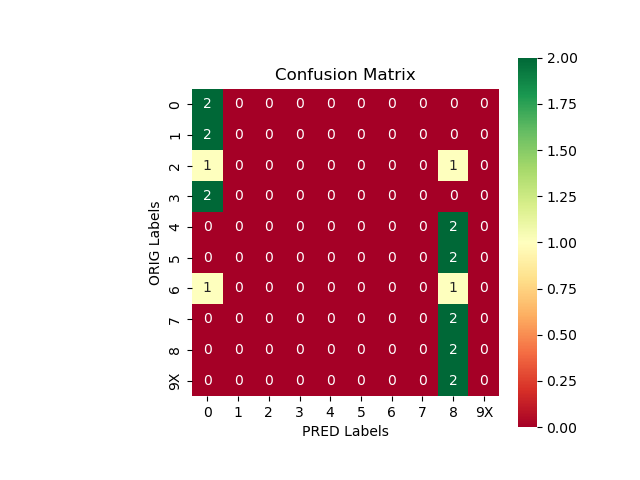 Confusion Matrix
ORIG Labels
0 2 0 0 0 0 0 0 0 0 0
1 2 0 0 0 0 0 0 0 0 0
2 1 0 0 0 0 0 0 0 1 0
3 2 0 0 0 0 0 0 0 0 0
4 0 0 0 0 0 0 0 0 2 0
5 0 0 0 0 0 0 0 0 2 0
6 1 0 0 0 0 0 0 0 1 0
7 0 0 0 0 0 0 0 0 2 0
8 0 0 0 0 0 0 0 0 2 0
9X 0 0 0 0 0 0 0 0 2 0
0 1 2 3 4 5 6 7 8 9X
PRED Labels
2.00
1.75
1.50
1.25
1.00
0.75
0.50
0.25
0.00